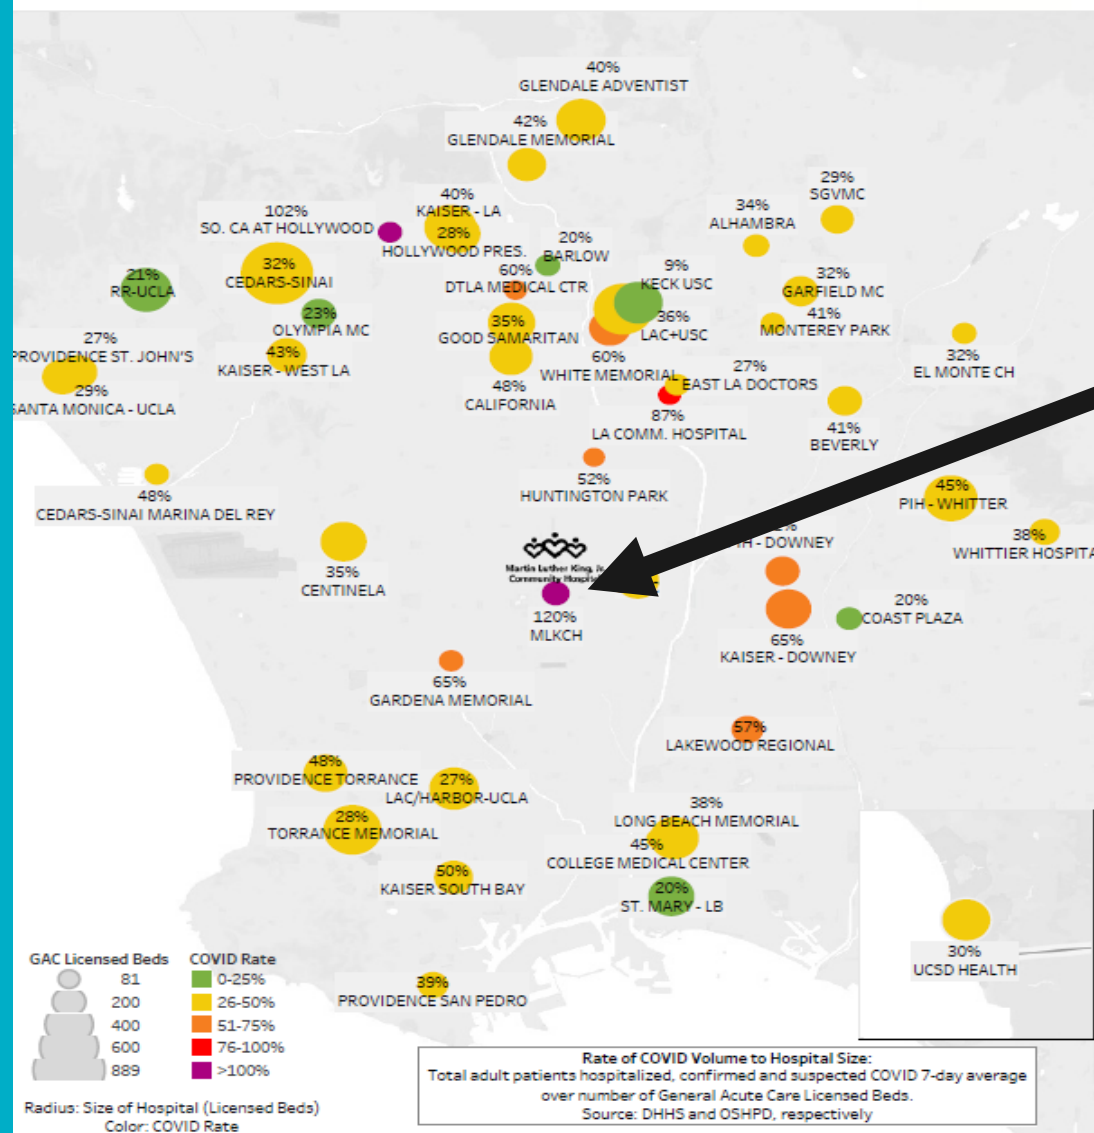 40%
GLENDALE ADVENTIST
42%
GLENDALE MEMORIAL
29%
SGVMC
34%
ALHAMBRA
40%
KAISER - LA
28%
HOLLYWOOD PRES.
102%
SO. CA AT HOLLYWOOD
20%
BARLOW
32%
CEDARS-SINAI
21%
RR-UCLA
60%
DTLA MEDICAL CTR
9%
KECK USC
32%
GARFIELD MC
23%
OLYMPIA MC
35%
GOOD SAMARITAN
36%
LAC+USC
41%
MONTEREY PARK
27%
PROVIDENCE ST. JOHN'S
43%
KAISER - WEST LA
29%
SANTA MONICA - UCLA
48%
CALIFORNIA
60%
WHITE MEMORIAL
27%
EAST LA DOCTORS
32%
EL MONTE CH
87%
LA COMM. HOSPITAL
41%
BEVERLY
52%
HUNTINGTON PARK
48%
CEDARS-SINAI MARINA DEL REY
45%
PIH - WHITTER
38%
WHITTIER HOSPITA
- DOWNEY
35%
CENTINELA
Martin Luther King, Jr.
Community Hospital
120%
MLKCH
20%
COAST PLAZA
65%
KAISER - DOWNEY
65%
GARDENA MEMORIAL
57%
LAKEWOOD REGIONAL
48%
PROVIDENCE TORRANCE
27%
LAC/HARBOR-UCLA
28%
TORRANCE MEMORIAL
38%
LONG BEACH MEMORIAL
45%
COLLEGE MEDICAL CENTER
50%
KAISER SOUTH BAY
20%
ST. MARY - LB
30%
UCSD HEALTH
39%
PROVIDENCE SAN PEDRO
GAC Licensed Beds
81
200
400
600
889
COVID Rate
0-25%
26-50%
51-75%
76-100%
>100%
Radius: Size of Hospital (Licensed Beds)
Color: COVID Rate
Rate of COVID Volume to Hospital Size:
Total adult patients hospitalized, confirmed and suspected COVID 7-day average
over number of General Acute Care Licensed Beds.
Source: DHHS and OSHPD, respectively